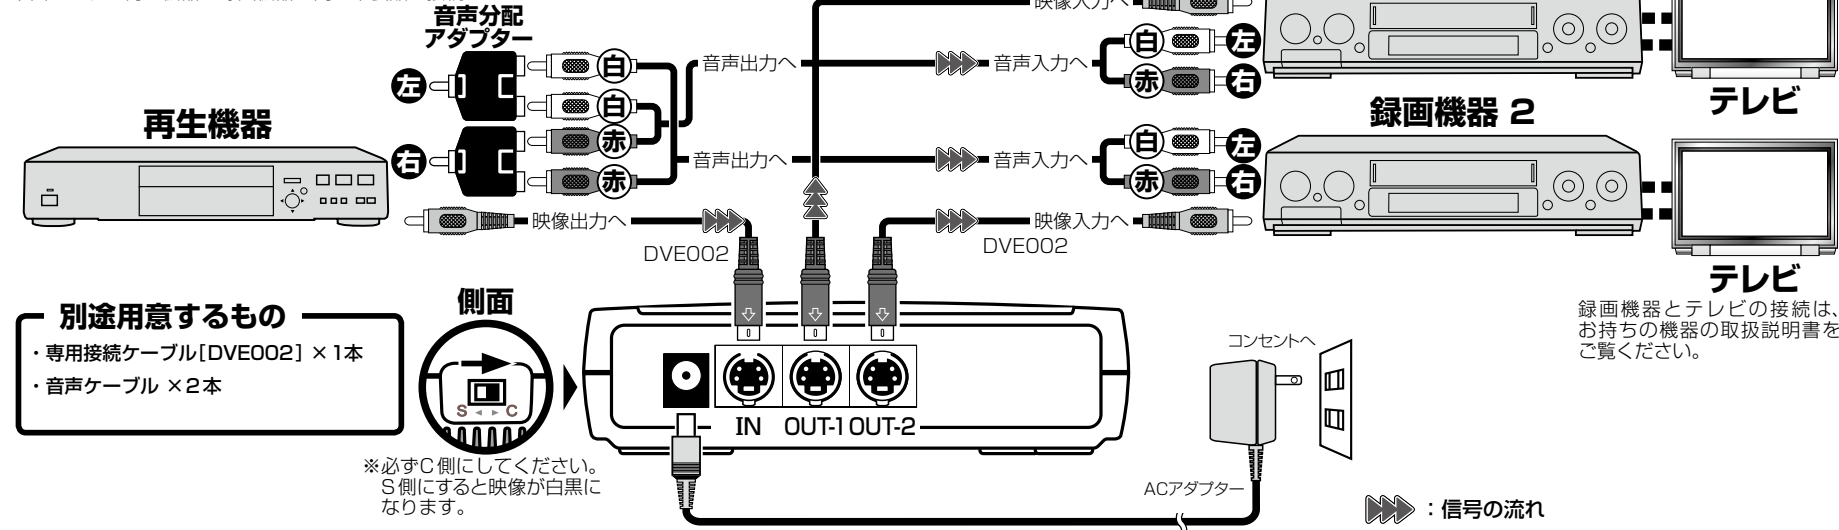 音声分配
アダプター
映像入力へ
白
左
白
音声出力へ
音声入力へ
左
白
赤
右
テレビ
再生機器
録画機器 2
赤
右
音声出力へ
音声入力へ
白
左
赤
赤
右
映像出力へ
DVE002
映像入力へ
DVE002
テレビ
録画機器とテレビの接続は、
お持ちの機器の取扱説明書を
ご覧ください。
別途用意するもの
・専用接続ケーブル[DVE002] ×1本
・音声ケーブル ×2本
側面
S ◄ ► C
※必ずC側にしてください。
S側にすると映像が白黒に
なります。
IN OUT-1 OUT-2
コンセントへ
ACアダプター
:信号の流れ